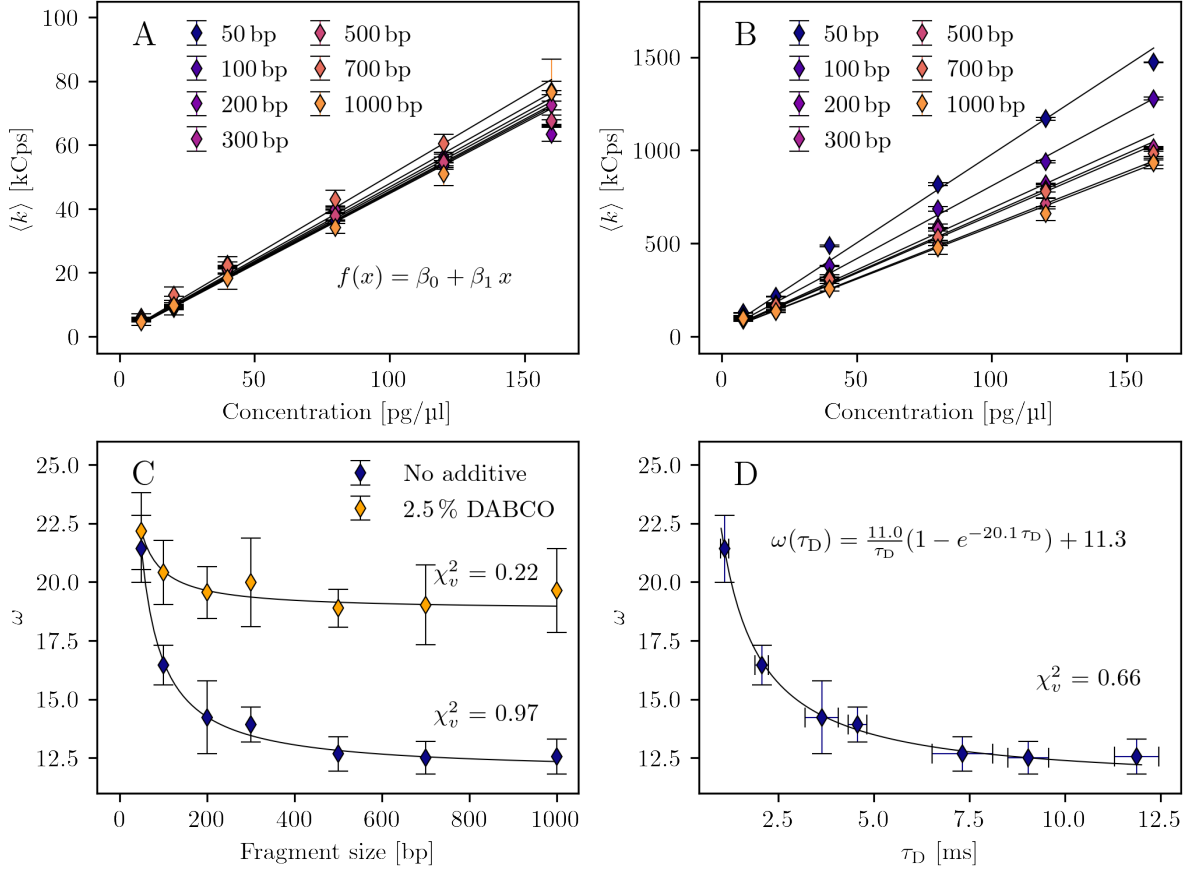 A
50 bp
100 bp
200 bp
300 bp
500 bp
700 bp
1000 bp
f(x) = β₀ + β₁ x
100
80
60
40
20
0
⟨k⟩ [kCps]
0 50 100 150
Concentration [pg/µl]
B
50 bp
100 bp
200 bp
300 bp
500 bp
700 bp
1000 bp
1500
1000
500
0
⟨k⟩ [kCps]
0 50 100 150
Concentration [pg/µl]
C
No additive
2.5 % DABCO
χ²ᵥ = 0.22
χ²ᵥ = 0.97
25.0
22.5
20.0
17.5
15.0
12.5
ω
0 200 400 600 800 1000
Fragment size [bp]
D
ω(τ_D) = 11.0/τ_D (1 − e^{−20.1 τ_D}) + 11.3
χ²ᵥ = 0.66
25.0
22.5
20.0
17.5
15.0
12.5
ω
2.5 5.0 7.5 10.0 12.5
τ_D [ms]